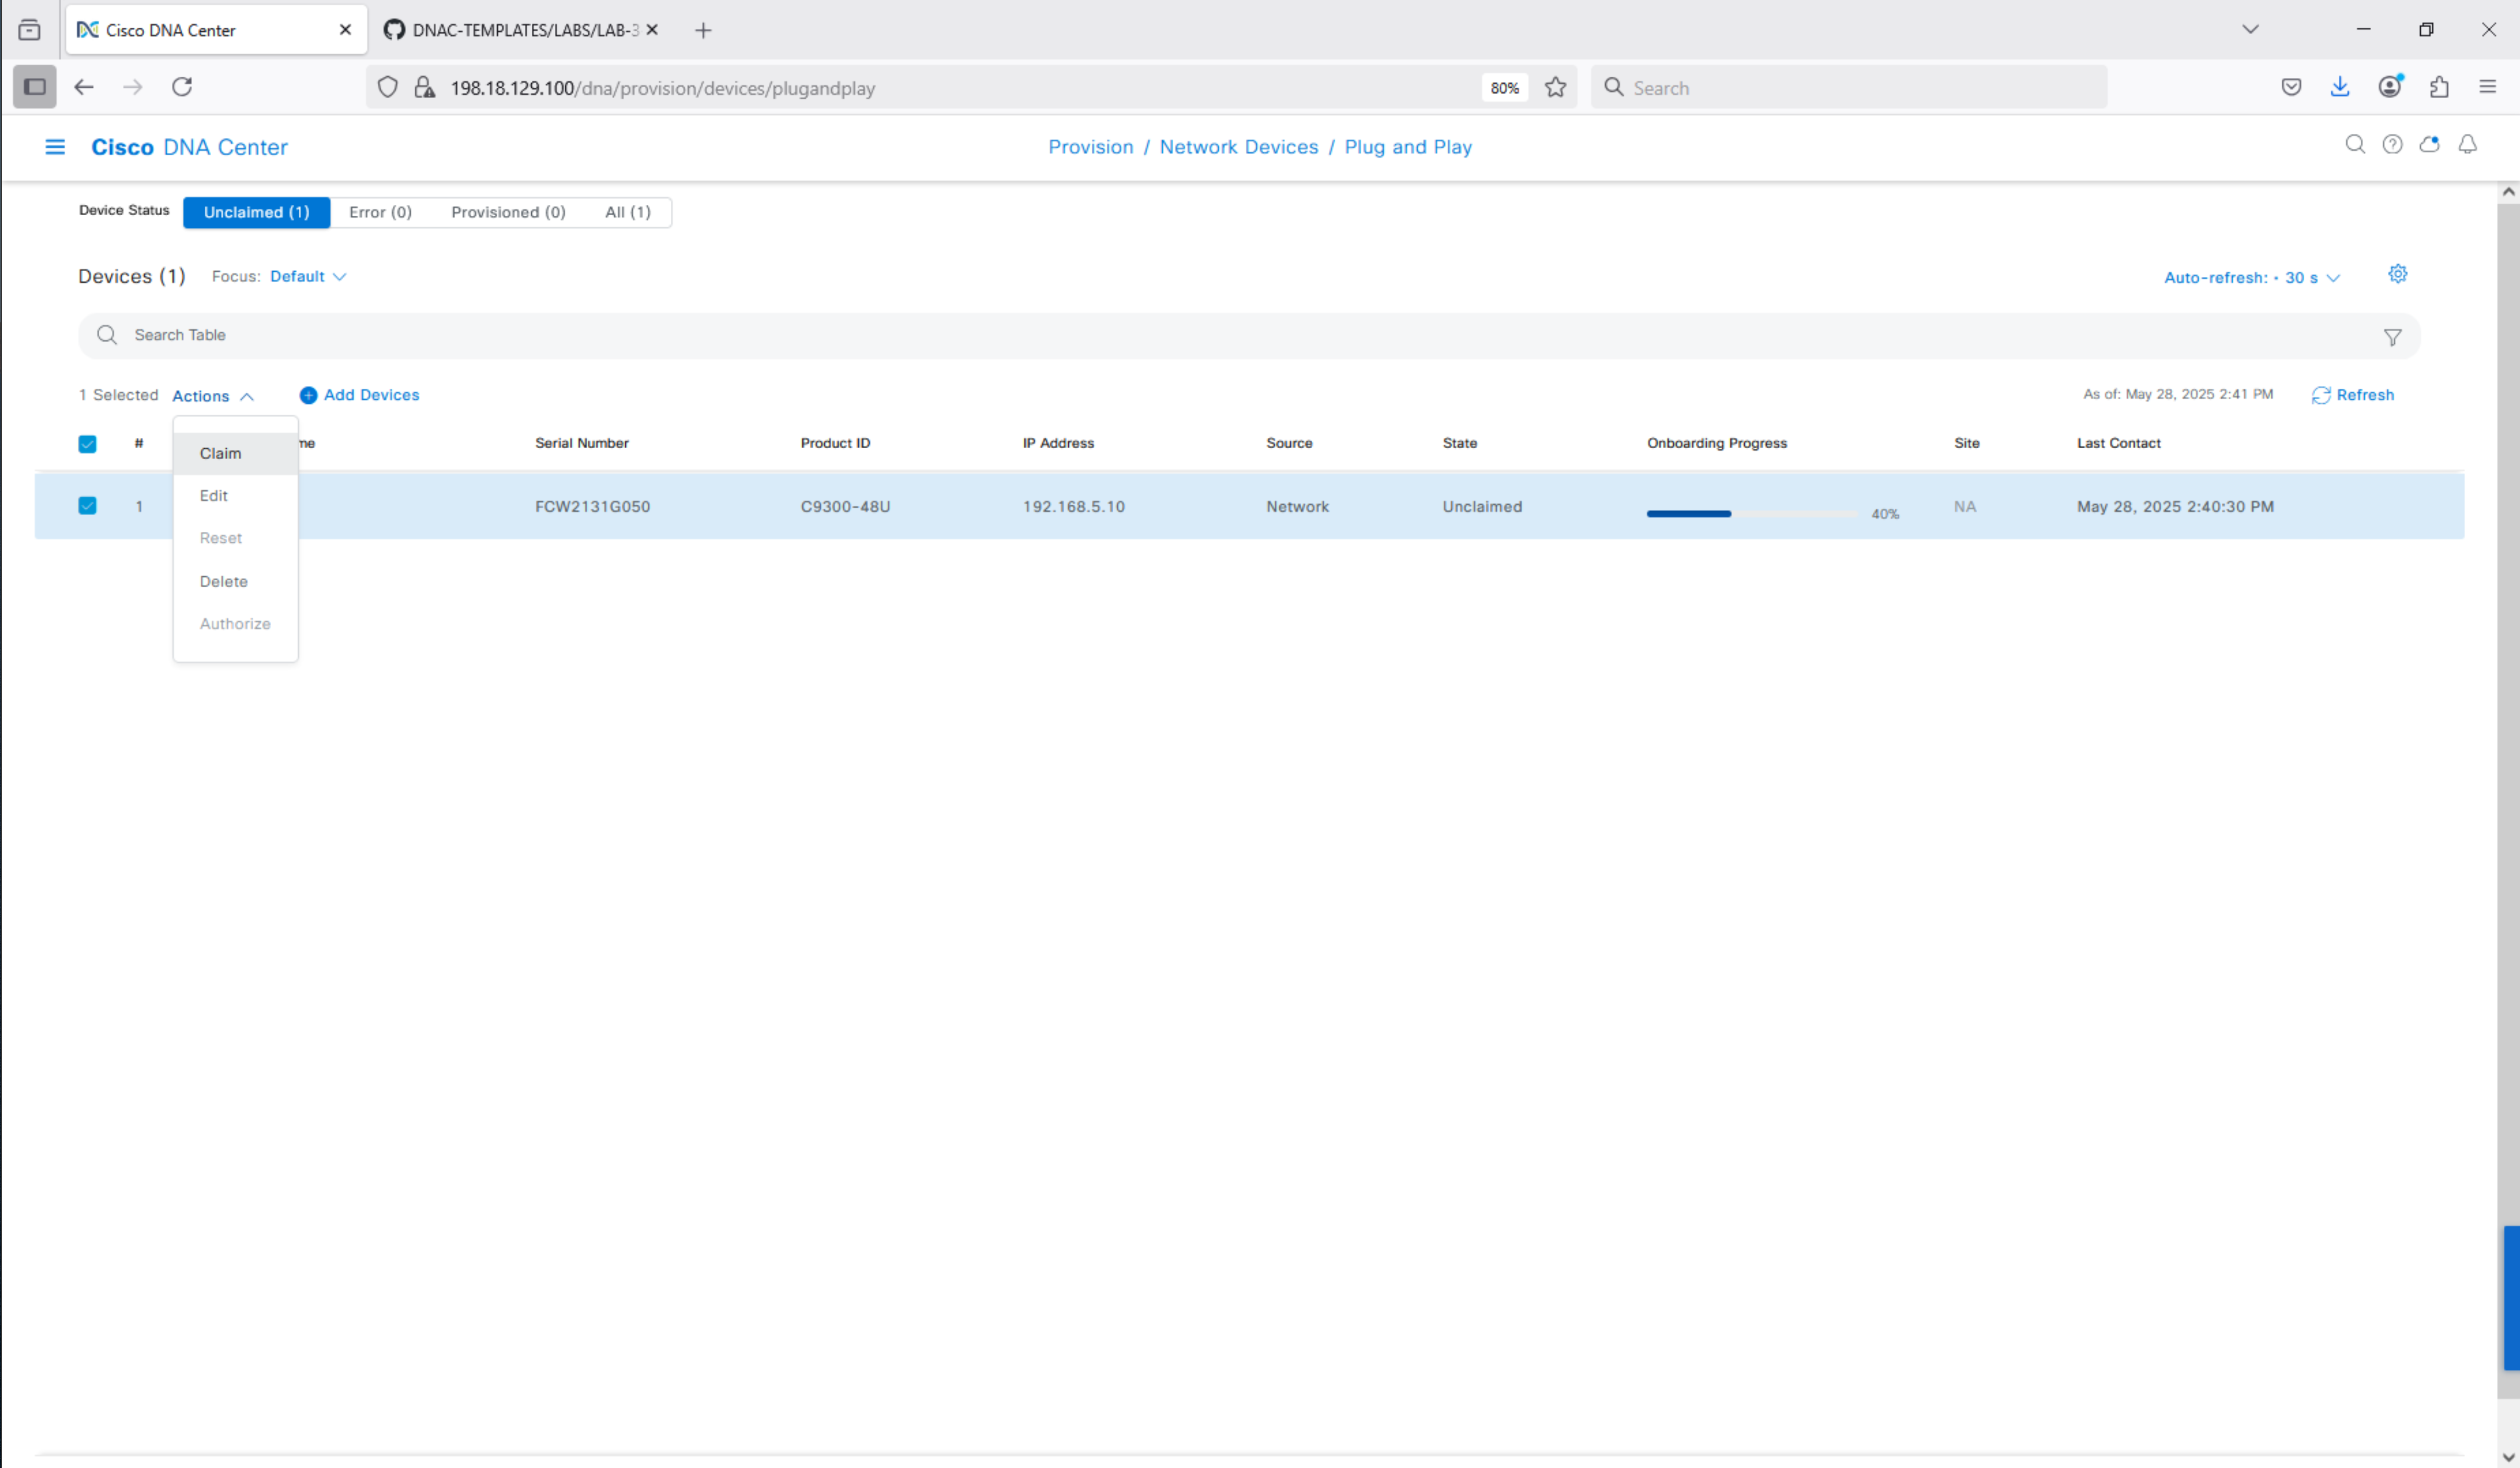 Cisco DNA Center
DNAC-TEMPLATES/LABS/LAB-3
198.18.129.100/dna/provision/devices/plugandplay
80%
Search
Cisco DNA Center
Provision / Network Devices / Plug and Play
Device Status
Unclaimed (1)
Error (0)
Provisioned (0)
All (1)
Devices (1)
Focus: Default
Auto-refresh: • 30 s
Search Table
1 Selected
Actions
Add Devices
As of: May 28, 2025 2:41 PM
Refresh
# me Serial Number Product ID IP Address Source State Onboarding Progress Site Last Contact
1 FCW2131G050 C9300-48U 192.168.5.10 Network Unclaimed 40% NA May 28, 2025 2:40:30 PM
Claim
Edit
Reset
Delete
Authorize